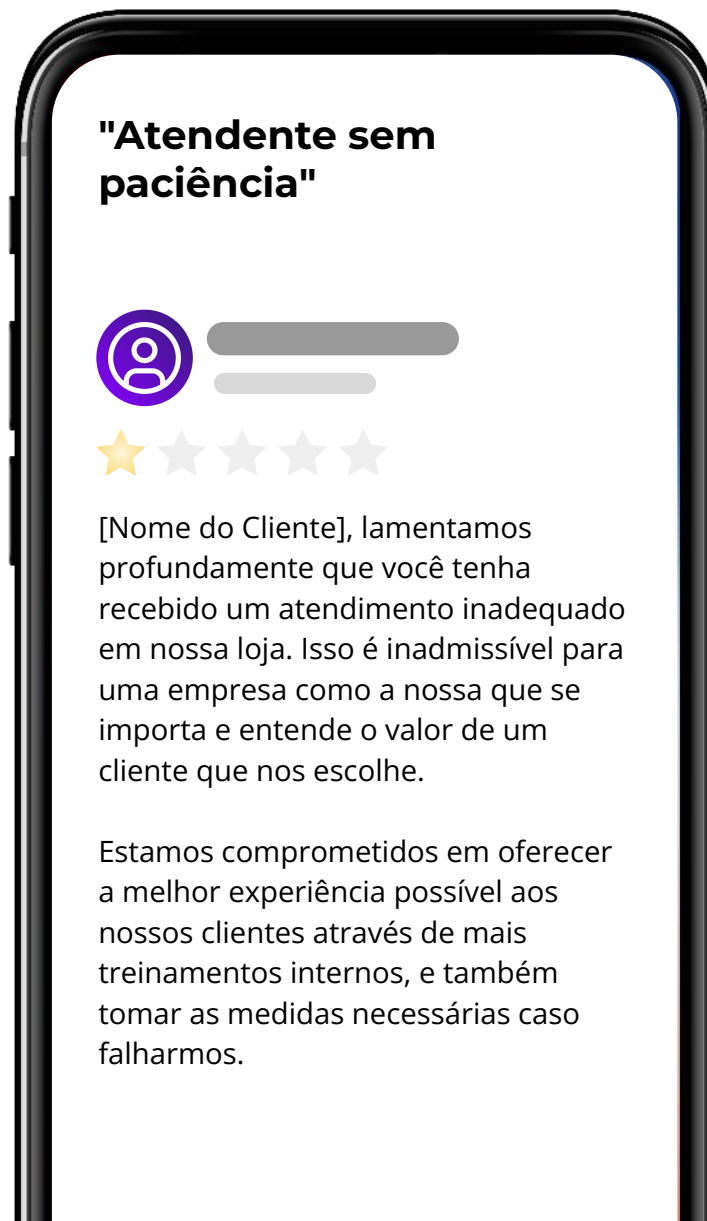 "Atendente sem
paciência"
[Nome do Cliente], lamentamos
profundamente que você tenha
recebido um atendimento inadequado
em nossa loja. Isso é inadmissível para
uma empresa como a nossa que se
importa e entende o valor de um
cliente que nos escolhe.
Estamos comprometidos em oferecer
a melhor experiência possível aos
nossos clientes através de mais
treinamentos internos, e também
tomar as medidas necessárias caso
falharmos.